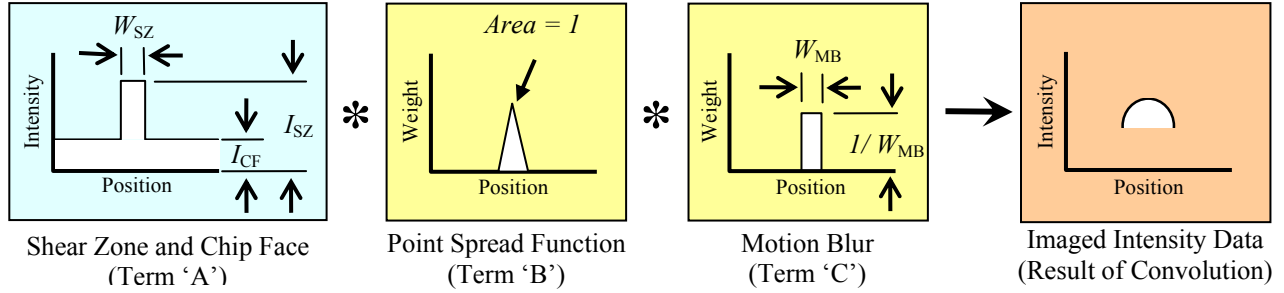 W_SZ
Intensity
I_SZ
I_CF
Position
Shear Zone and Chip Face
(Term ‘A’)
*
Area = 1
Weight
Position
Point Spread Function
(Term ‘B’)
*
W_MB
Weight
1/ W_MB
Position
Motion Blur
(Term ‘C’)
Intensity
Position
Imaged Intensity Data
(Result of Convolution)